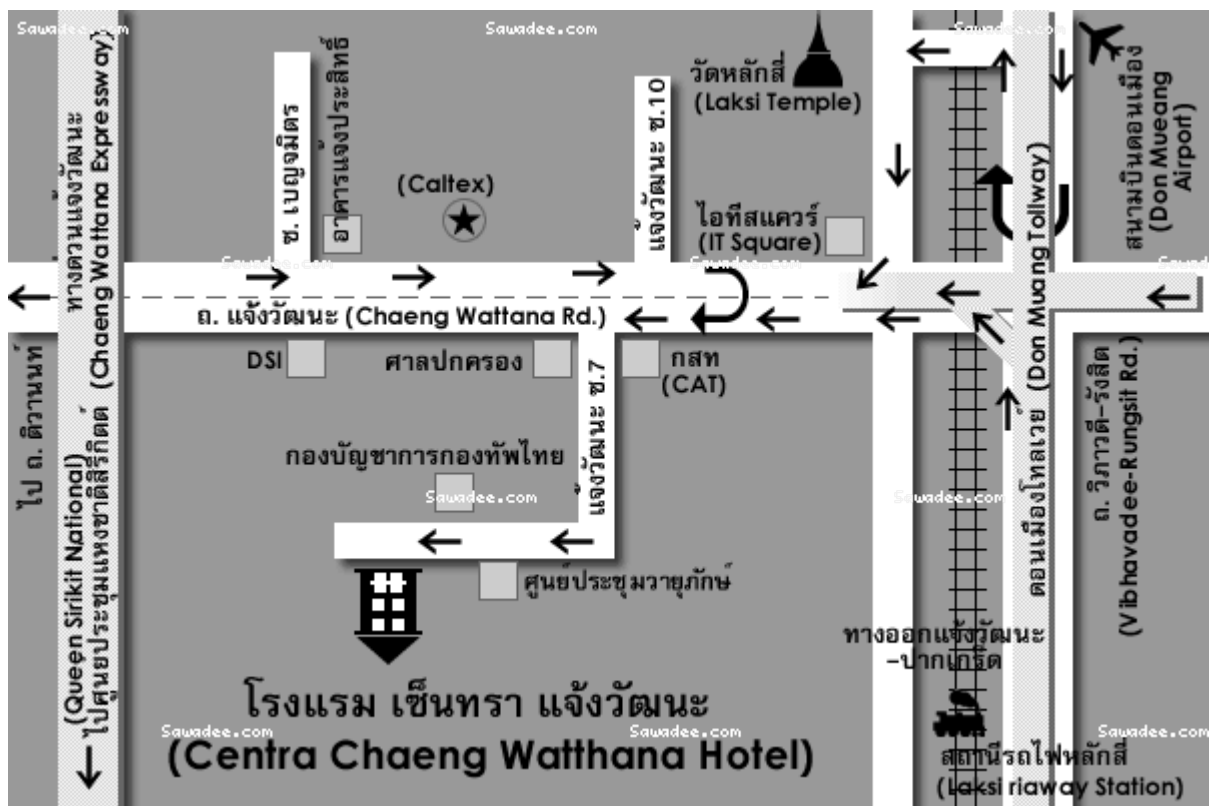 Sawadee.com
Sawadee.com
Sawadee.com
Sawadee.com
ทางด่วนแจ้งวัฒนะ
(Chaeng Wattana Expressway)
ซ. เบญจมิตร
อาคารแจ้งประสิทธิ์
(Caltex)
แจ้งวัฒนะ ซ.10
วัดหลักสี่
(Laksi Temple)
ไอทีสแควร์
(IT Square)
สนามบินดอนเมือง
(Don Mueang
Airport)
Sawadee.com
Sawadee.com
Sawadee.com
ถ. แจ้งวัฒนะ (Chaeng Wattana Rd.)
DSI
ศาลปกครอง
แจ้งวัฒนะ ซ.7
กสท
(CAT)
ไป ถ. ติวานนท์
(Queen Sirikit National)
ไปศูนย์ประชุมแห่งชาติสิริกิตต์
กองบัญชาการกองทัพไทย
Sawadee.com
Sawadee.com
ดอนเมืองโทลเวย์ (Don Muang Tollway)
ถ. วิภาวดี-รังสิต
(Vibhavadee-Rungsit Rd.)
ศูนย์ประชุมวายุภักษ์
ทางออกแจ้งวัฒนะ
-ปากเกร็ด
โรงแรม เซ็นทรา แจ้งวัฒนะ
(Centra Chaeng Watthana Hotel)
Sawadee.com
Sawadee.com
Sawadee.com
สถานีรถไฟหลักสี่
(Laksi riaway Station)